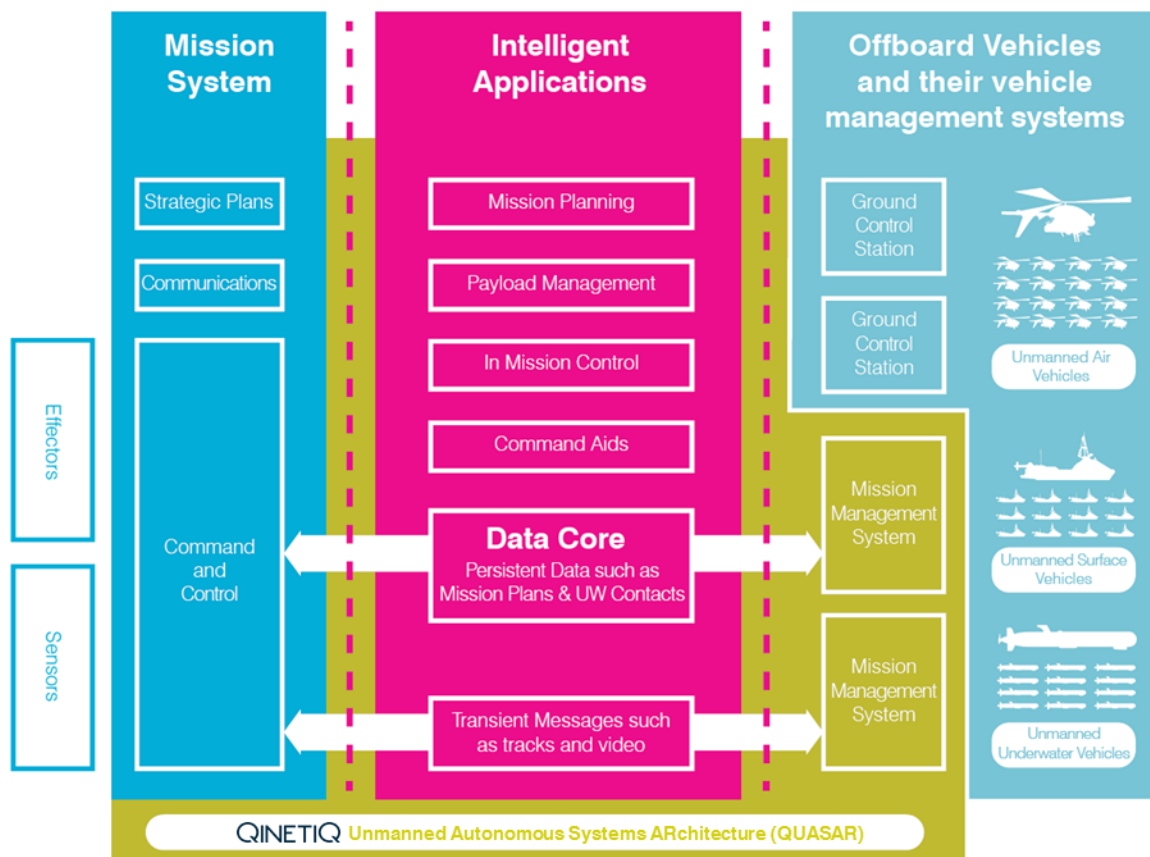 Mission
System
Intelligent
Applications
Offboard Vehicles
and their vehicle
management systems
Effectors
Sensors
Strategic Plans
Communications
Command
and
Control
Mission Planning
Payload Management
In Mission Control
Command Aids
Data Core
Persistent Data such as
Mission Plans & UW Contacts
Transient Messages such
as tracks and video
Ground
Control
Station
Ground
Control
Station
Mission
Management
System
Mission
Management
System
Unmanned Air
Vehicles
Unmanned Surface
Vehicles
Unmanned
Underwater Vehicles
QINETIQ Unmanned Autonomous Systems ARchitecture (QUASAR)